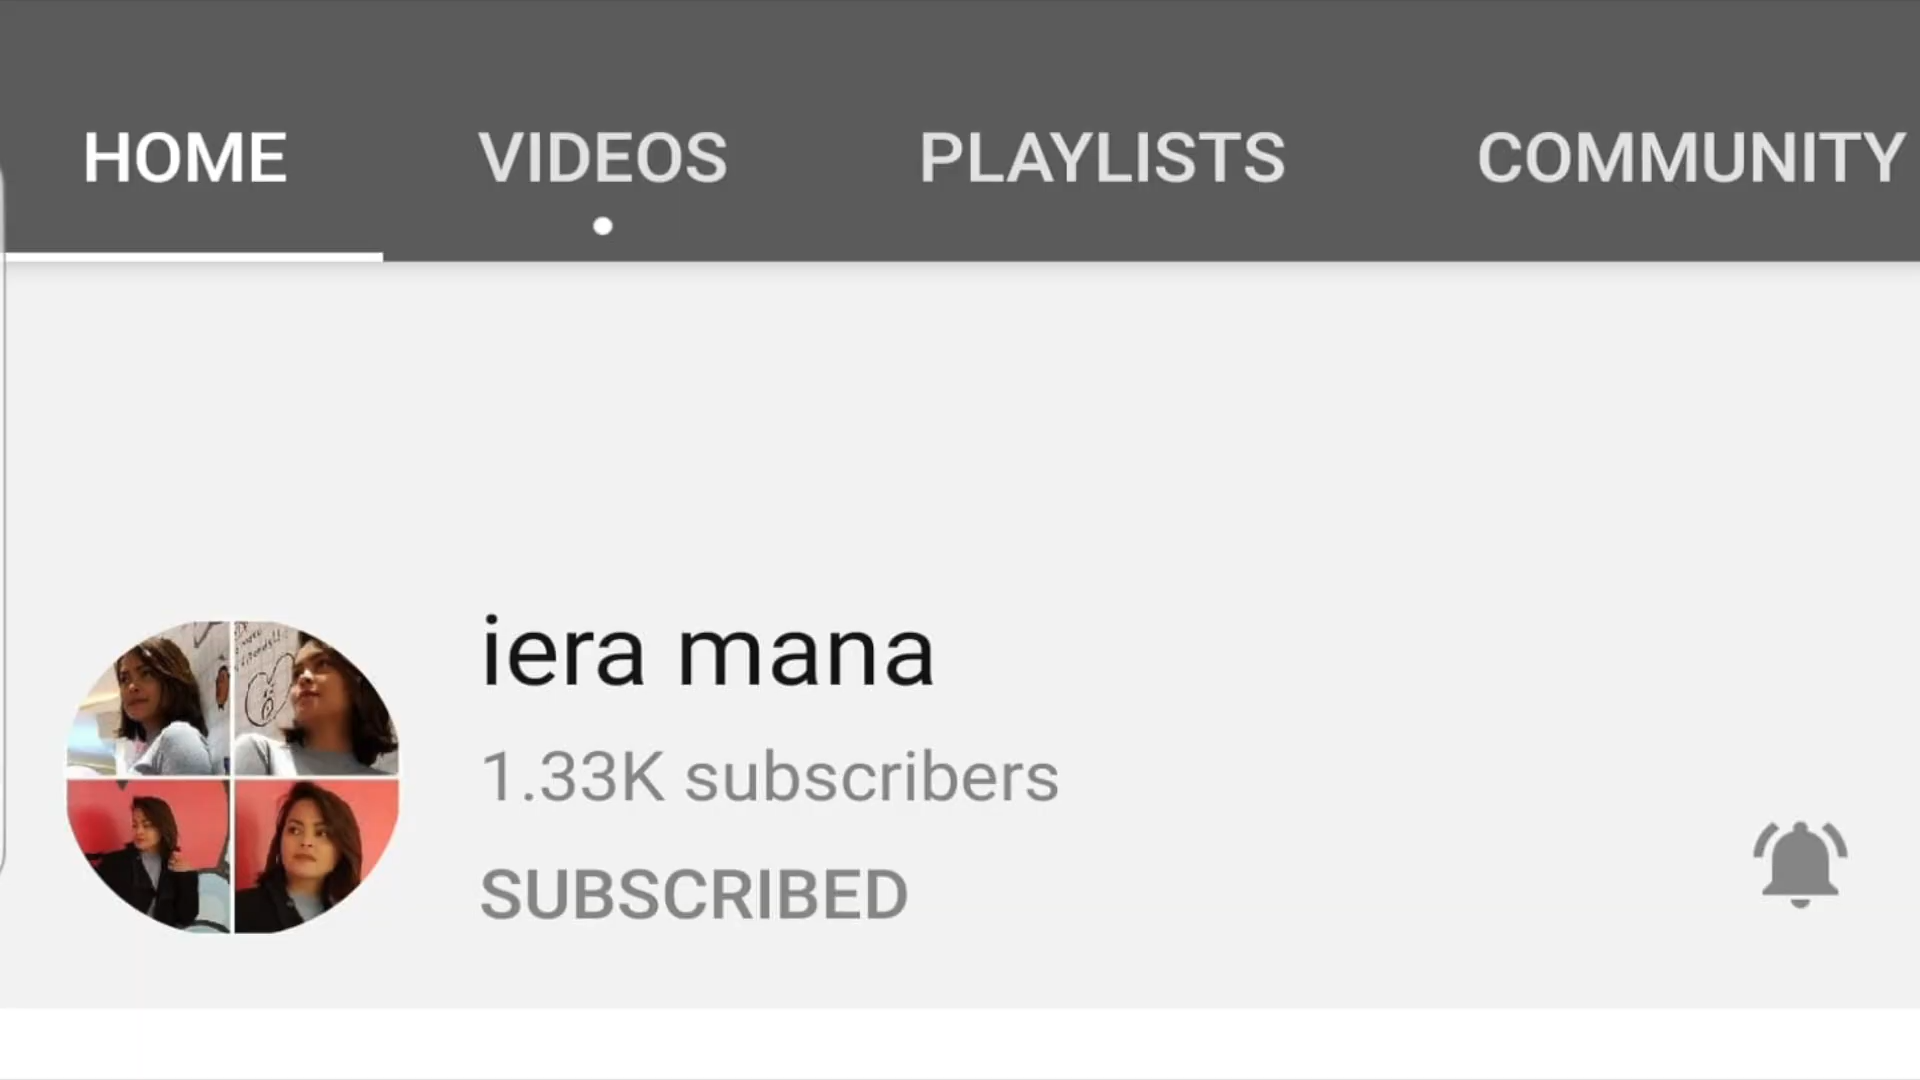 HOME VIDEOS PLAYLISTS COMMUNITY
iera mana
1.33K subscribers
SUBSCRIBED